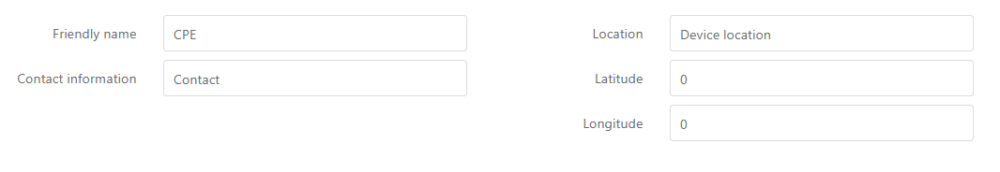 Friendly name CPE
Contact information Contact
Location Device location
Latitude 0
Longitude 0